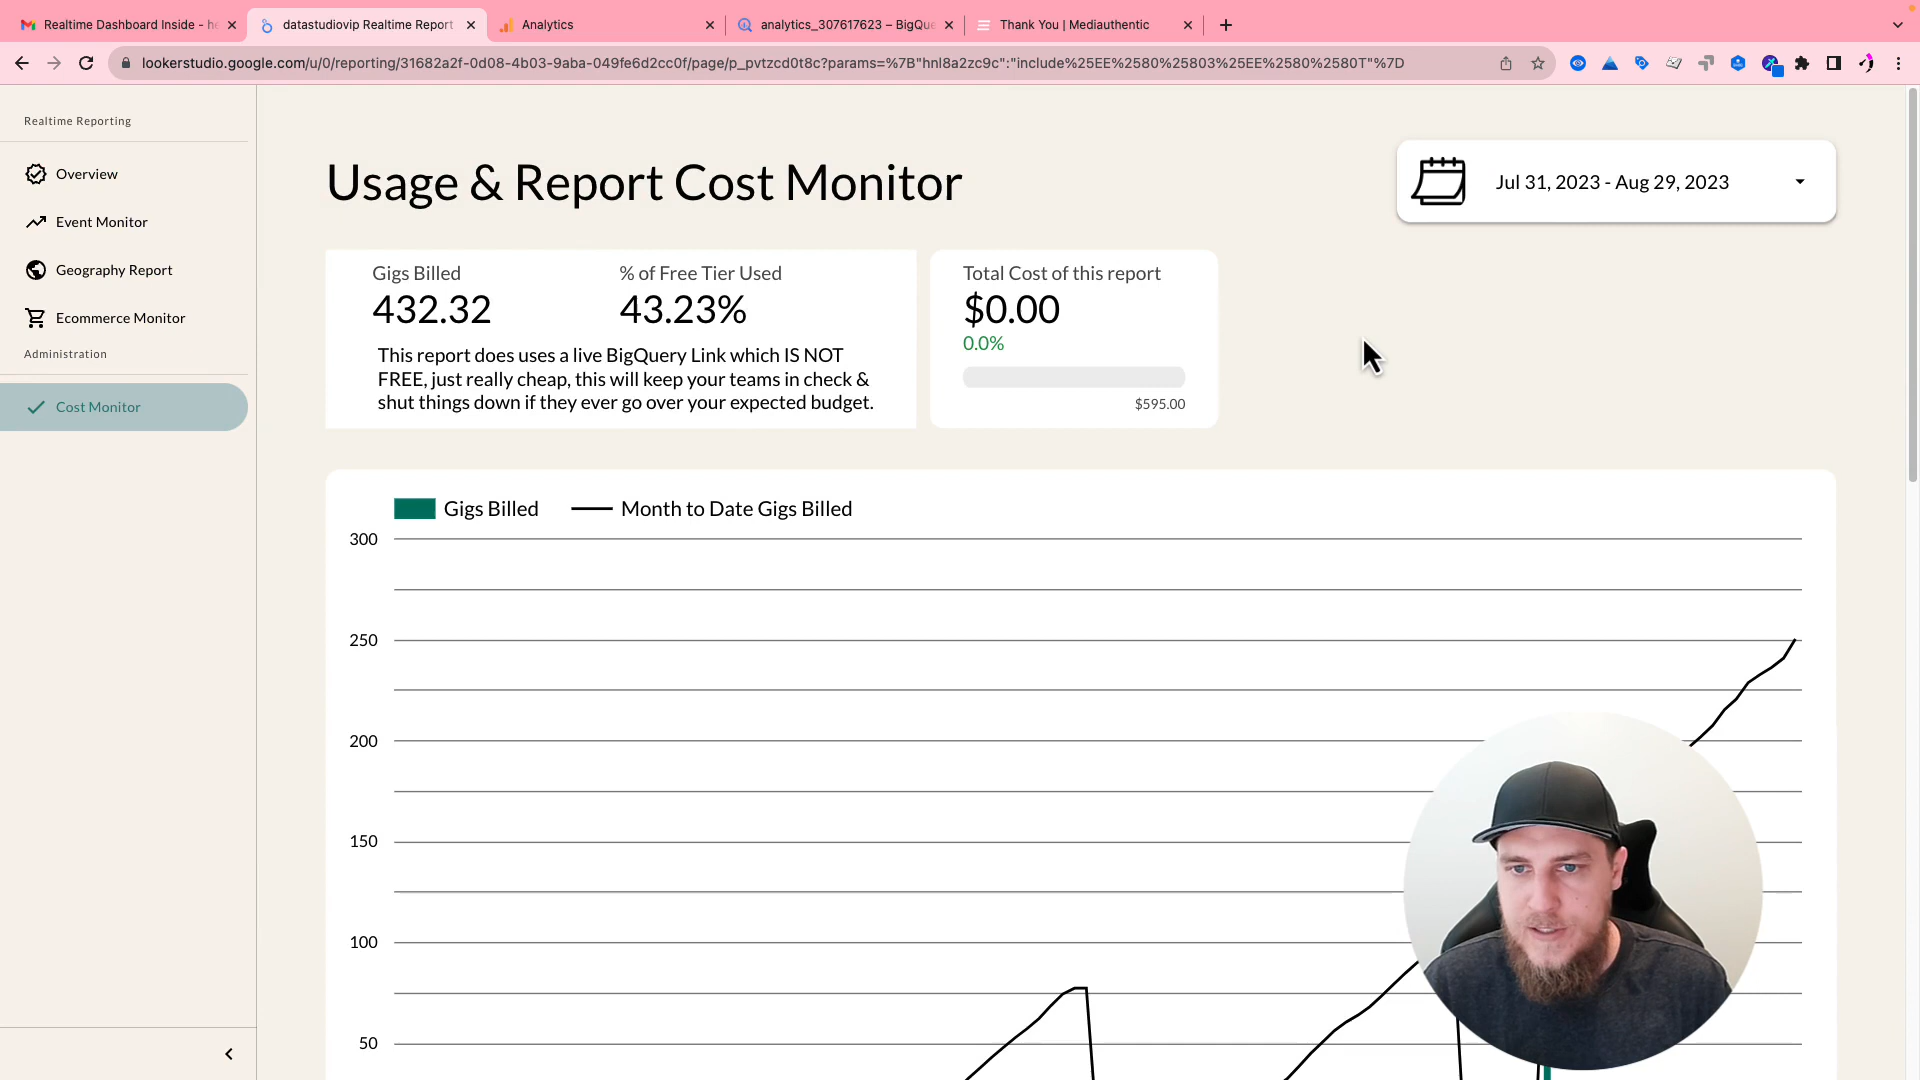 Realtime Dashboard Inside - he
datastudiovip Realtime Report
Analytics
analytics_307617623 – BigQue
Thank You | Mediauthentic
lookerstudio.google.com/u/0/reporting/31682a2f-0d08-4b03-9aba-049fe6d2cc0f/page/p_pvtzcd0t8c?params=%7B"hnl8a2zc9c":"include%25EE%2580%25803%25EE%2580%2580T"%7D
Realtime Reporting
Overview
Event Monitor
Geography Report
Ecommerce Monitor
Administration
Cost Monitor
Usage & Report Cost Monitor
Jul 31, 2023 - Aug 29, 2023
Gigs Billed
432.32
% of Free Tier Used
43.23%
This report does uses a live BigQuery Link which IS NOT
FREE, just really cheap, this will keep your teams in check &
shut things down if they ever go over your expected budget.
Total Cost of this report
$0.00
0.0%
$595.00
Gigs Billed
Month to Date Gigs Billed
300
250
200
150
100
50